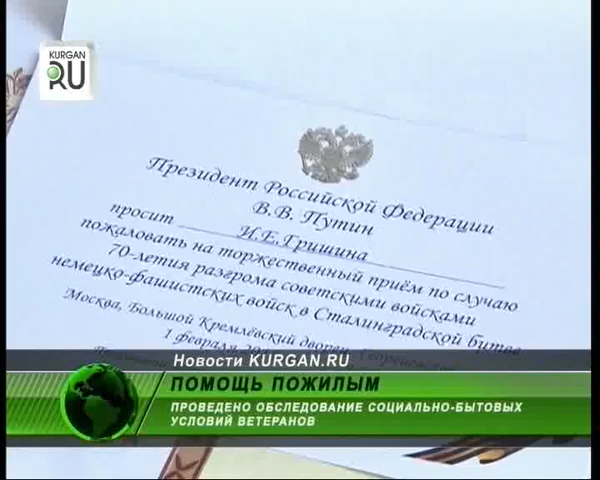 KURGAN
RU
Президент Российской Федерации
В.В. Путин
просит И.Е.Гришина
пожаловать на торжественный приём по случаю
70-летия разгрома советскими войсками
немецко-фашистских войск в Сталинградской битве
Москва, Большой Кремлёвский дворец,
1 февраля
Новости KURGAN.RU
ПОМОЩЬ ПОЖИЛЫМ
ПРОВЕДЕНО ОБСЛЕДОВАНИЕ СОЦИАЛЬНО-БЫТОВЫХ
УСЛОВИЙ ВЕТЕРАНОВ